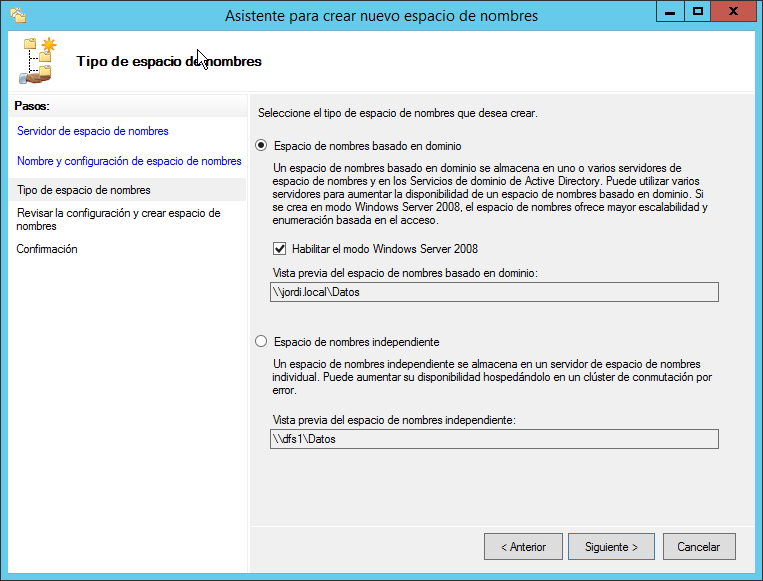 Asistente para crear nuevo espacio de nombres
Tipo de espacio de nombres
Pasos:
Servidor de espacio de nombres
Nombre y configuración de espacio de nombres
Tipo de espacio de nombres
Revisar la configuración y crear espacio de
nombres
Confirmación
Seleccione el tipo de espacio de nombres que desea crear.
Espacio de nombres basado en dominio
Un espacio de nombres basado en dominio se almacena en uno o varios servidores de
espacio de nombres y en los Servicios de dominio de Active Directory. Puede utilizar varios
servidores para aumentar la disponibilidad de un espacio de nombres basado en dominio. Si
se crea en modo Windows Server 2008, el espacio de nombres ofrece mayor escalabilidad y
enumeración basada en el acceso.
Habilitar el modo Windows Server 2008
Vista previa del espacio de nombres basado en dominio:
\\jordi.local\Datos
Espacio de nombres independiente
Un espacio de nombres independiente se almacena en un servidor de espacio de nombres
individual. Puede aumentar su disponibilidad hospedándolo en un clúster de conmutación por
error.
Vista previa del espacio de nombres independiente:
\\dfs1\Datos
< Anterior
Siguiente >
Cancelar